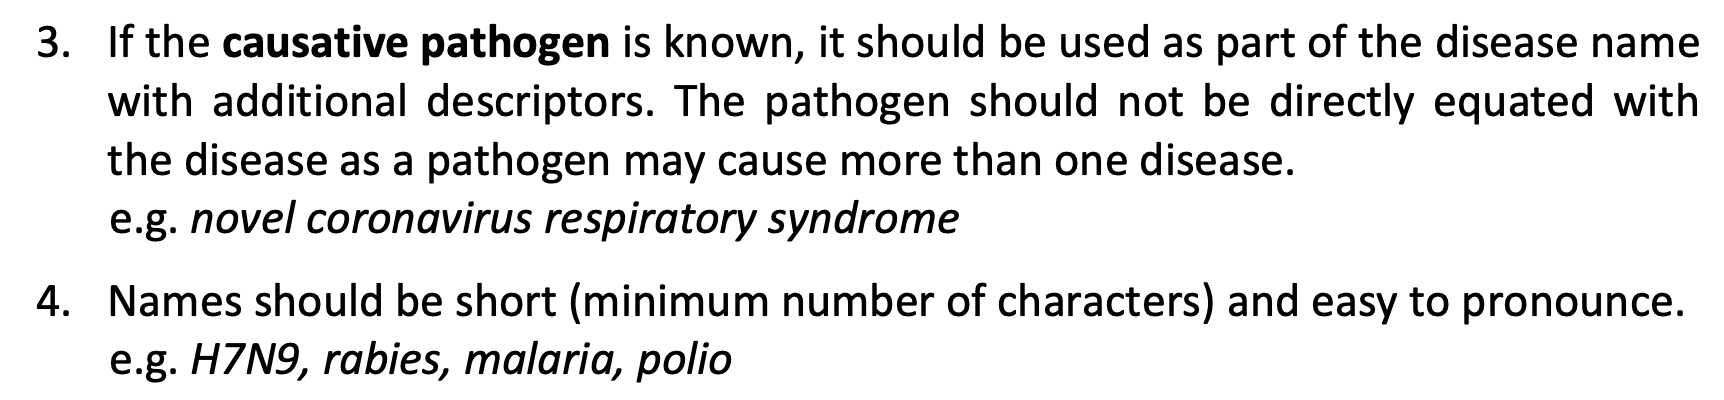 3. If the causative pathogen is known, it should be used as part of the disease name
with additional descriptors. The pathogen should not be directly equated with
the disease as a pathogen may cause more than one disease.
e.g. novel coronavirus respiratory syndrome
4. Names should be short (minimum number of characters) and easy to pronounce.
e.g. H7N9, rabies, malaria, polio